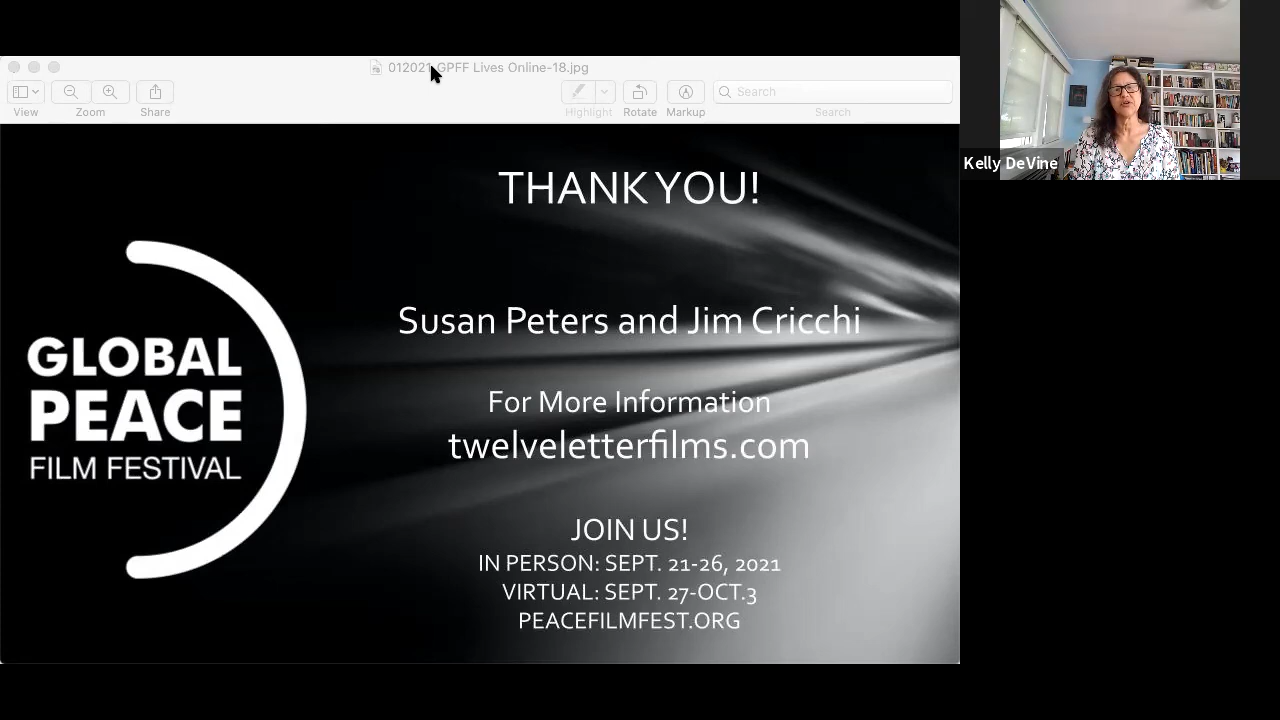 012021 GPFF Lives Online-18.jpg
View
Zoom
Share
Highlight
Rotate
Markup
Search
Search
Kelly DeVine
THANK YOU!
Susan Peters and Jim Cricchi
For More Information
twelveletterfilms.com
GLOBAL
PEACE
FILM FESTIVAL
JOIN US!
IN PERSON: SEPT. 21-26, 2021
VIRTUAL: SEPT. 27-OCT.3
PEACEFILMFEST.ORG